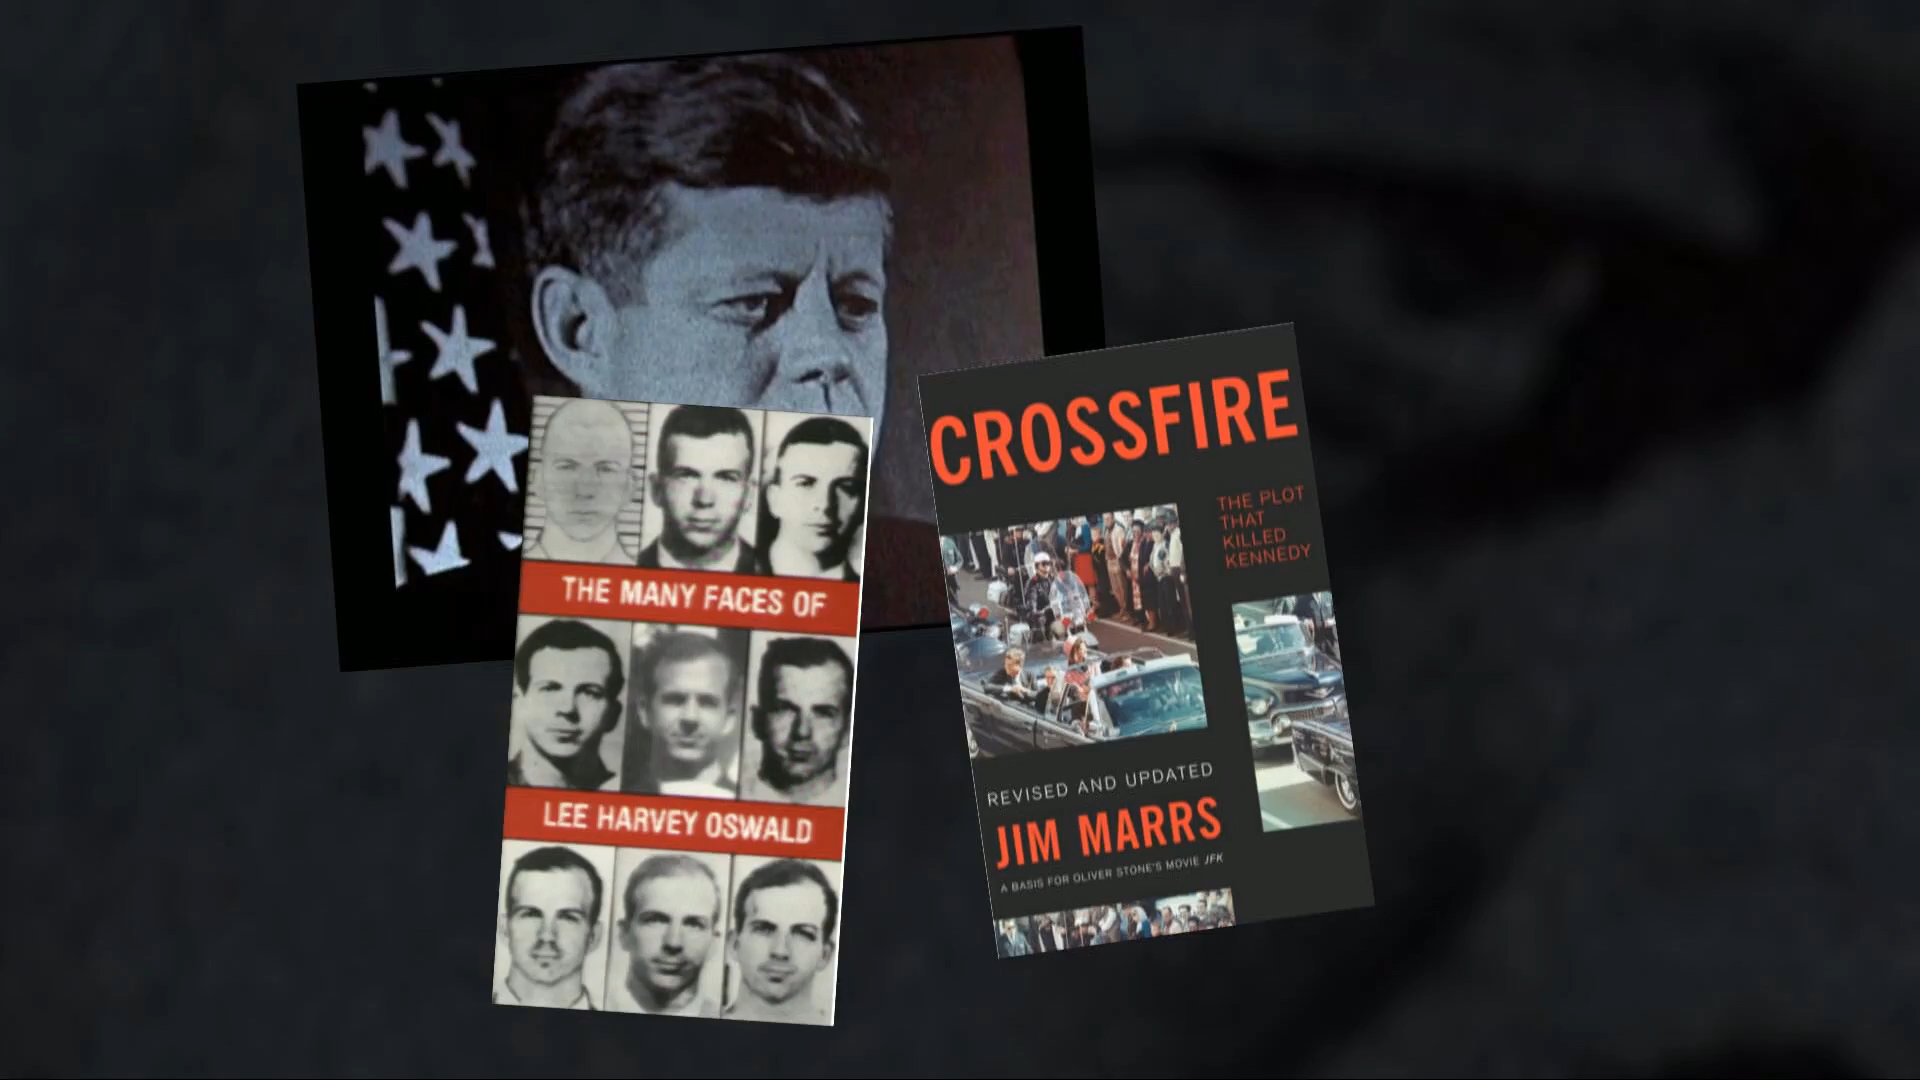 THE MANY FACES OF
LEE HARVEY OSWALD
CROSSFIRE
THE PLOT
THAT
KILLED
KENNEDY
REVISED AND UPDATED
JIM MARRS
A BASIS FOR OLIVER STONE'S MOVIE JFK